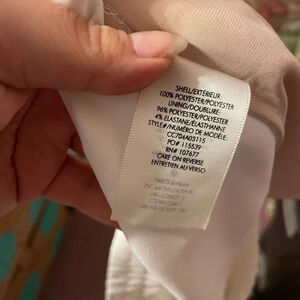 SHELL/EXTÉRIEUR:
100% POLYESTER/POLYESTER
LINING/DOUBLURE:
96% POLYESTER/POLYESTER
4% ELASTANE/ÉLASTHANNE
STYLE#/NUMÉRO DE MODÈLE:
CC704A03115
PO# 115539
RN# 107677
CARE ON REVERSE
ENTRETIEN AU VERSO